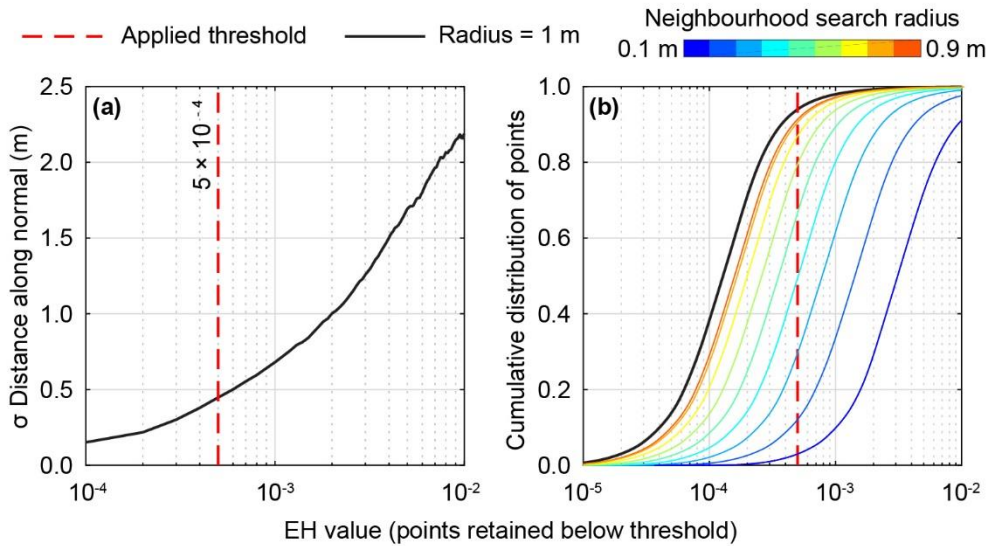 Applied threshold
Radius = 1 m
Neighbourhood search radius
0.1 m
0.9 m
(a)
σ Distance along normal (m)
2.5
2.0
1.5
1.0
0.5
0.0
5 × 10⁻⁴
10⁻⁴
10⁻³
10⁻²
(b)
Cumulative distribution of points
1.0
0.8
0.6
0.4
0.2
0.0
10⁻⁵
10⁻⁴
10⁻³
10⁻²
EH value (points retained below threshold)